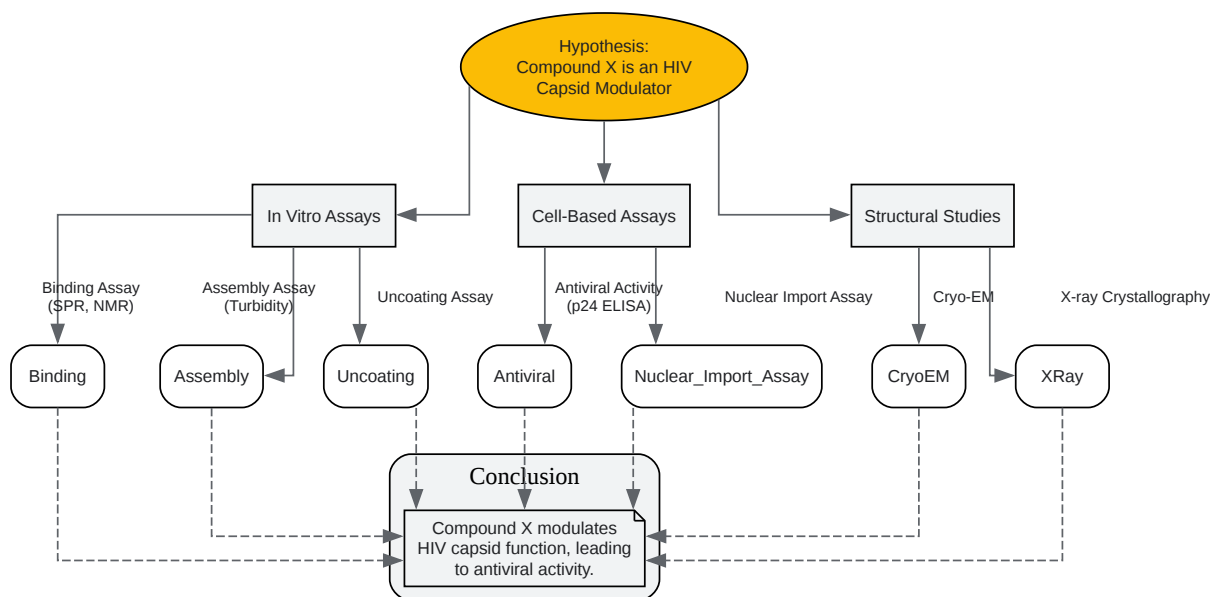 Hypothesis:
Compound X is an HIV
Capsid Modulator
In Vitro Assays
Cell-Based Assays
Structural Studies
Binding Assay
(SPR, NMR)
Assembly Assay
(Turbidity)
Uncoating Assay
Antiviral Activity
(p24 ELISA)
Nuclear Import Assay
Cryo-EM
X-ray Crystallography
Binding
Assembly
Uncoating
Antiviral
Nuclear_Import_Assay
CryoEM
XRay
Conclusion
Compound X modulates
HIV capsid function, leading
to antiviral activity.